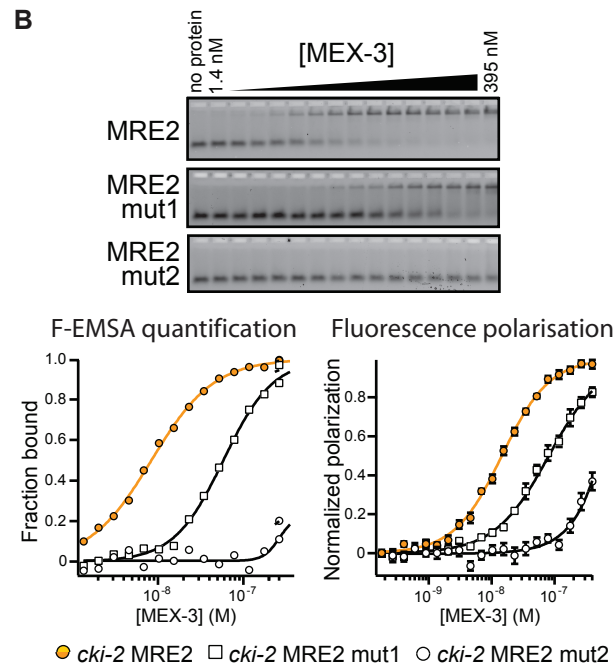 B
no protein
1.4 nM
[MEX-3]
395 nM
MRE2
MRE2
mut1
MRE2
mut2
F-EMSA quantification
Fluorescence polarisation
Fraction bound
1.0
0.8
0.6
0.4
0.2
0
10-8
10-7
[MEX-3] (M)
Normalized polarization
0.8
0.6
0.4
0.2
0
10-9
10-8
10-7
[MEX-3] (M)
cki-2 MRE2
cki-2 MRE2 mut1
cki-2 MRE2 mut2